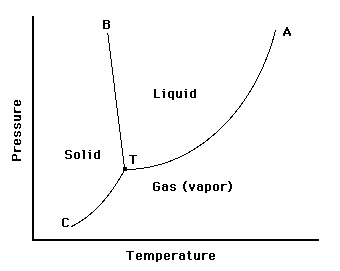 B
A
Liquid
Pressure
Solid
T
Gas (vapor)
C
Temperature